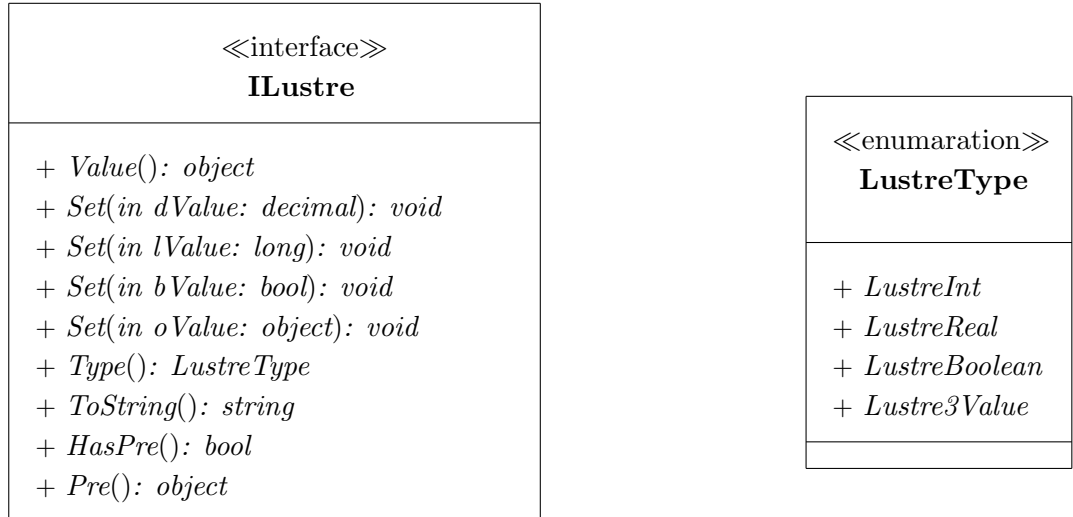 ≪interface≫
ILustre
+ Value(): object
+ Set(in dValue: decimal): void
+ Set(in lValue: long): void
+ Set(in bValue: bool): void
+ Set(in oValue: object): void
+ Type(): LustreType
+ ToString(): string
+ HasPre(): bool
+ Pre(): object
≪enumaration≫
LustreType
+ LustreInt
+ LustreReal
+ LustreBoolean
+ Lustre3Value